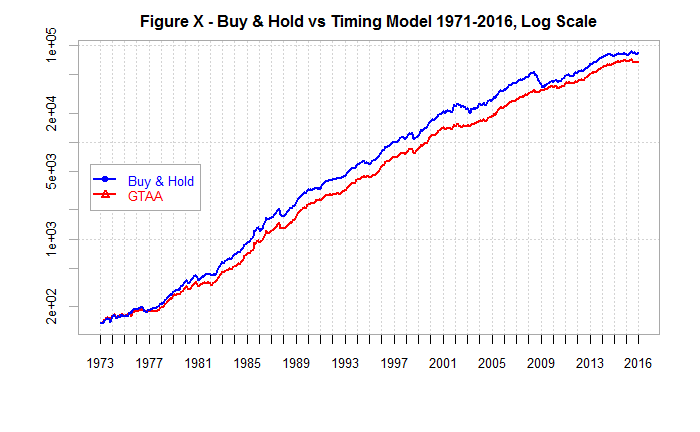 Figure X - Buy & Hold vs Timing Model 1971-2016, Log Scale
1e+05
2e+04
5e+03
1e+03
2e+02
Buy & Hold
GTAA
1973 1977 1981 1985 1989 1993 1997 2001 2005 2009 2013 2016